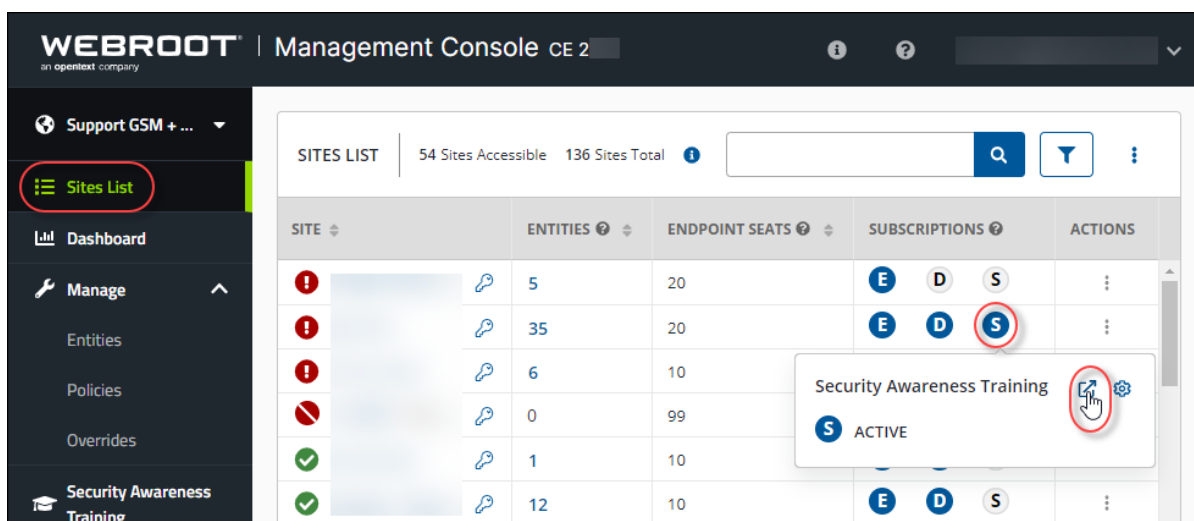 WEBROOT® | Management Console CE 2
an opentext company
Support GSM + ...
Sites List
Dashboard
Manage
Entities
Policies
Overrides
Security Awareness
Training
SITES LIST 54 Sites Accessible 136 Sites Total
SITE ENTITIES ENDPOINT SEATS SUBSCRIPTIONS ACTIONS
5 20 E D S
35 20 E D S
6 10
0 99
1 10
12 10 E D S
Security Awareness Training
S ACTIVE